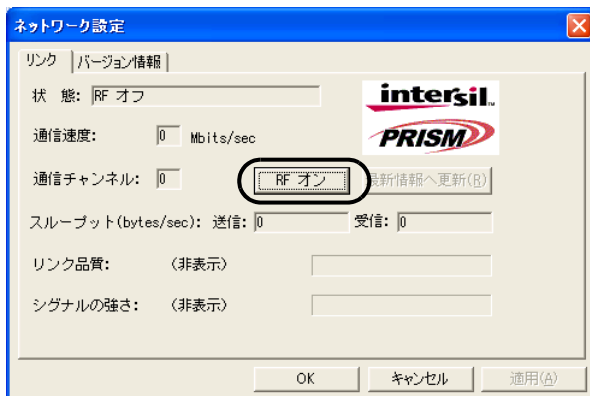 ネットワーク設定
リンク バージョン情報
状 態: RF オフ
intersil
PRISM
通信速度: 0 Mbits/sec
通信チャンネル: 0 RF オン 最新情報へ更新(R)
スループット(bytes/sec): 送信: 0 受信: 0
リンク品質: (非表示)
シグナルの強さ: (非表示)
OK キャンセル 適用(A)